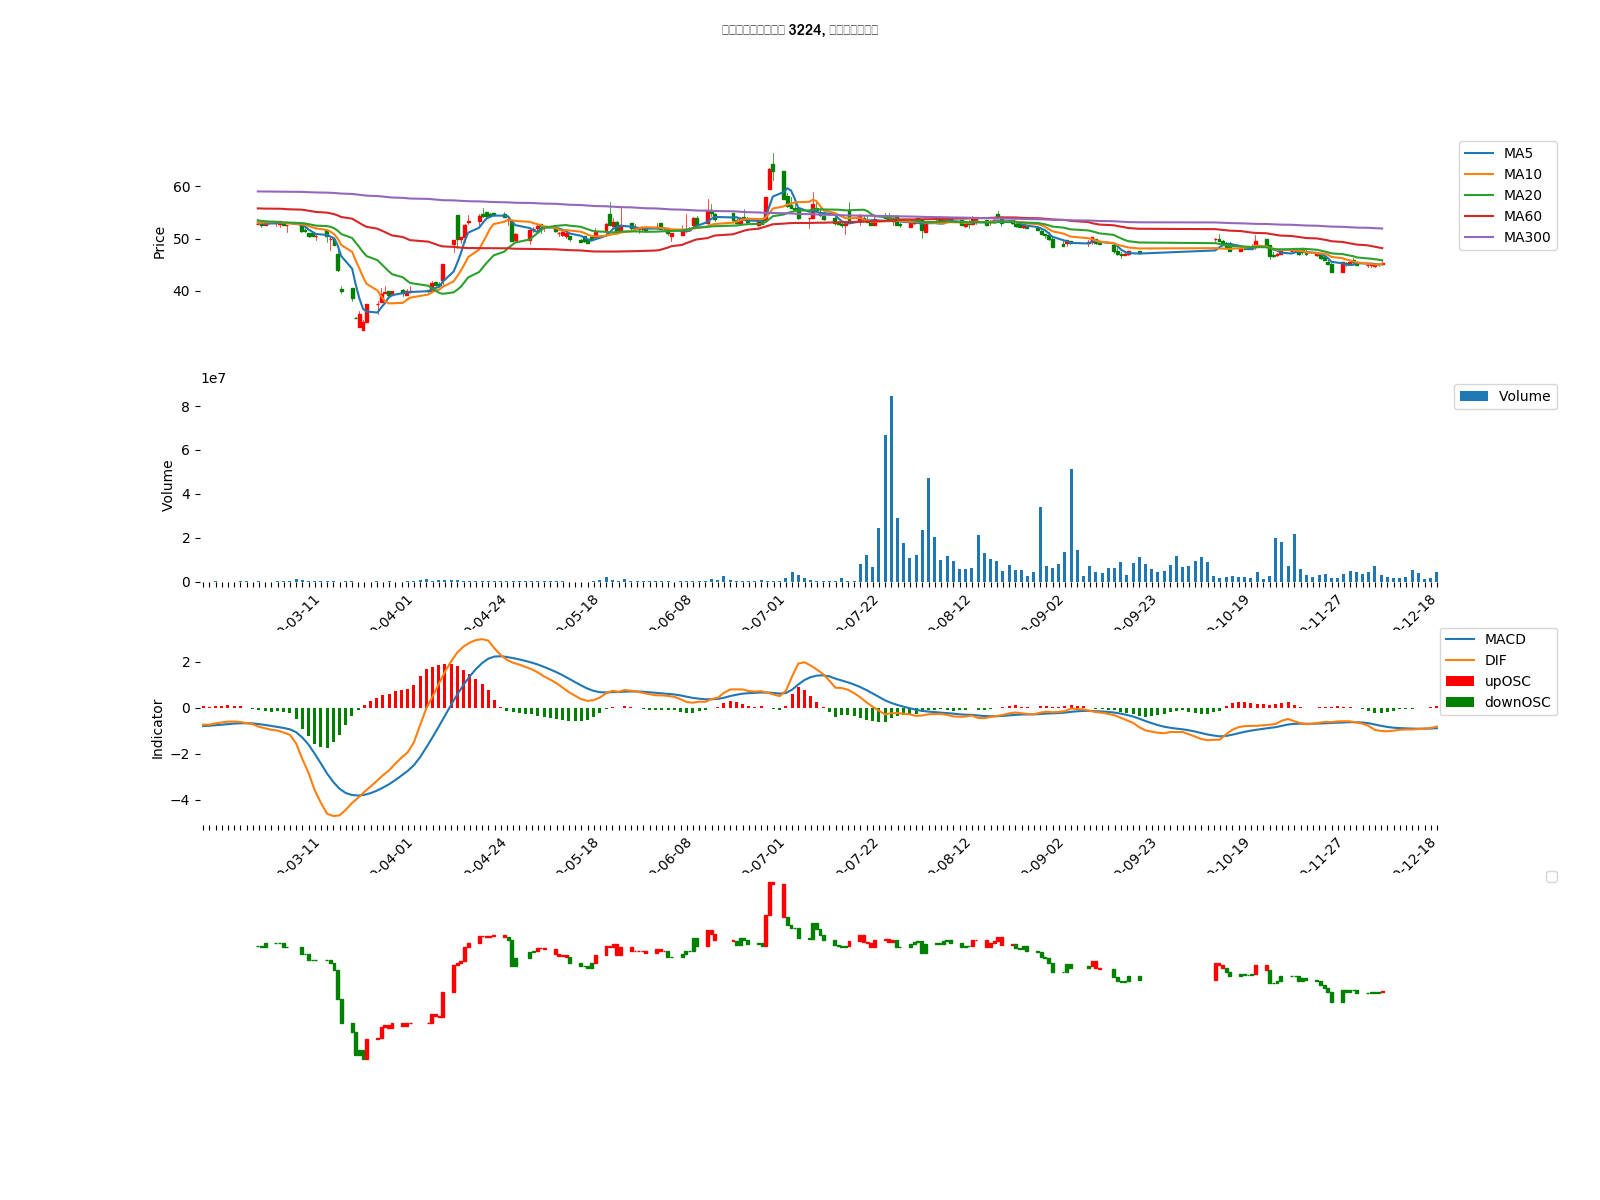 3224,
MA5
MA10
MA20
MA60
MA300
Price
60
50
40
1e7
Volume
Volume
8
6
4
2
0
-03-11
-04-01
-04-24
-05-18
-06-08
-07-01
-07-22
-08-12
-09-02
-09-23
-10-19
-11-27
-12-18
MACD
DIF
upOSC
downOSC
Indicator
2
0
−2
−4
-03-11
-04-01
-04-24
-05-18
-06-08
-07-01
-07-22
-08-12
-09-02
-09-23
-10-19
-11-27
-12-18